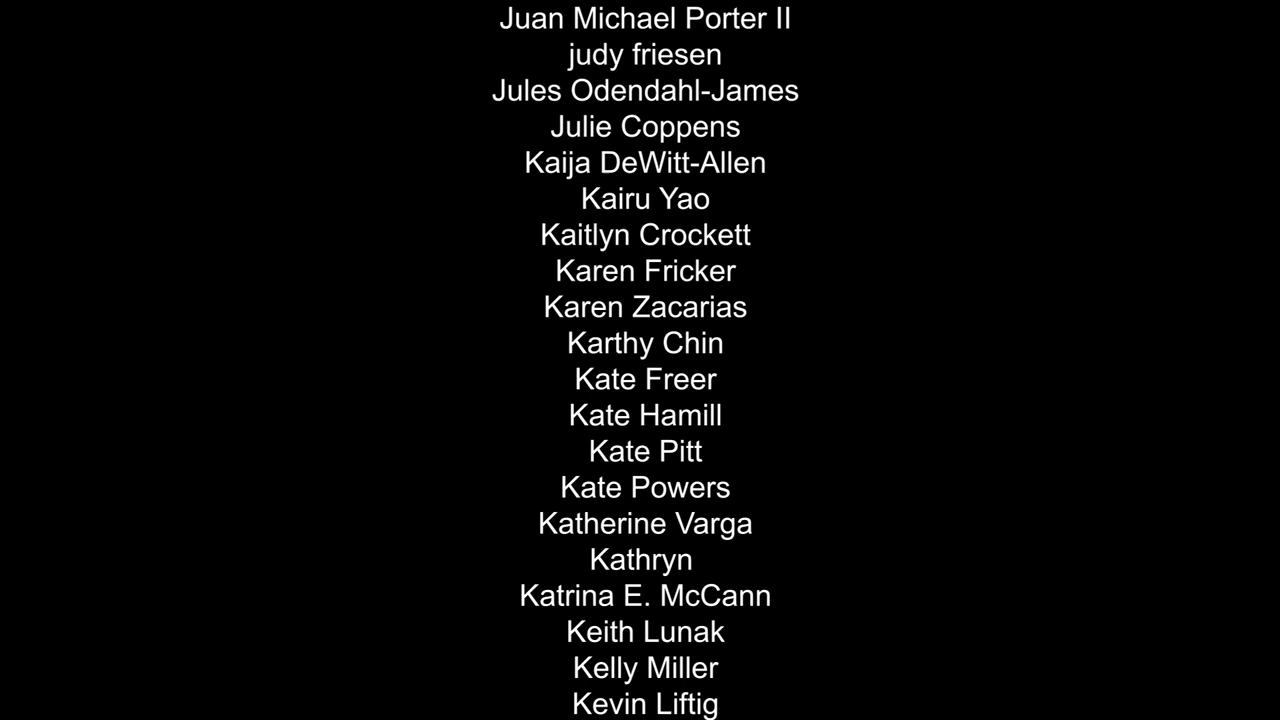 Juan Michael Porter II
judy friesen
Jules Odendahl-James
Julie Coppens
Kaija DeWitt-Allen
Kairu Yao
Kaitlyn Crockett
Karen Fricker
Karen Zacarias
Karthy Chin
Kate Freer
Kate Hamill
Kate Pitt
Kate Powers
Katherine Varga
Kathryn
Katrina E. McCann
Keith Lunak
Kelly Miller
Kevin Liftig